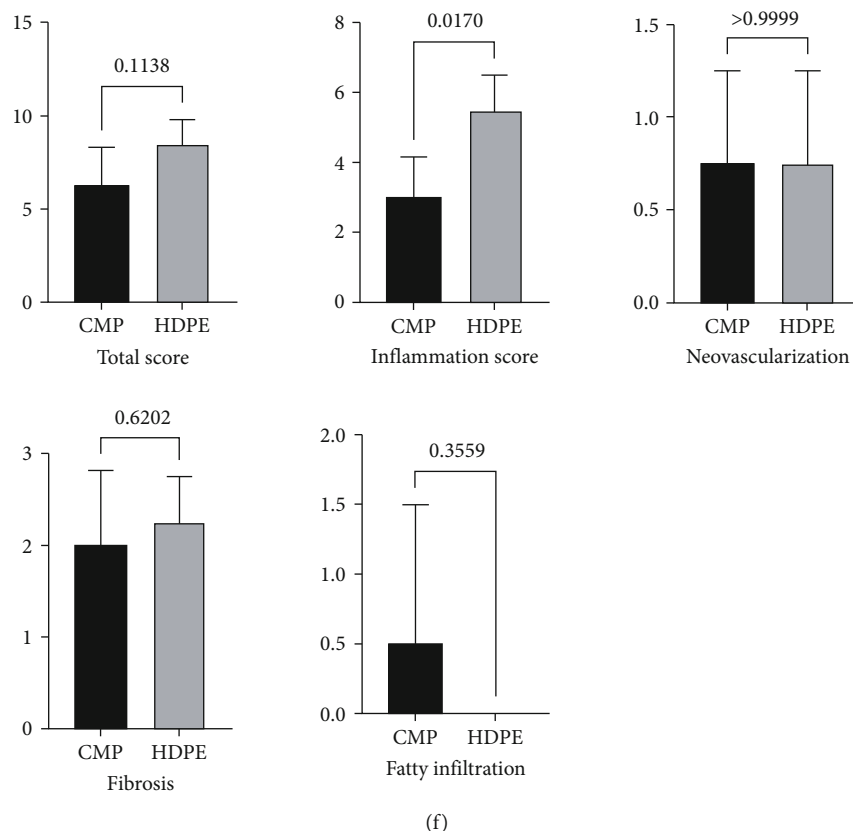 15
10
5
0
0.1138
CMP HDPE
Total score
8
6
4
2
0
0.0170
CMP HDPE
Inflammation score
1.5
1.0
0.5
0.0
>0.9999
CMP HDPE
Neovascularization
3
2
1
0
0.6202
CMP HDPE
Fibrosis
2.0
1.5
1.0
0.5
0.0
0.3559
CMP HDPE
Fatty infiltration
(f)